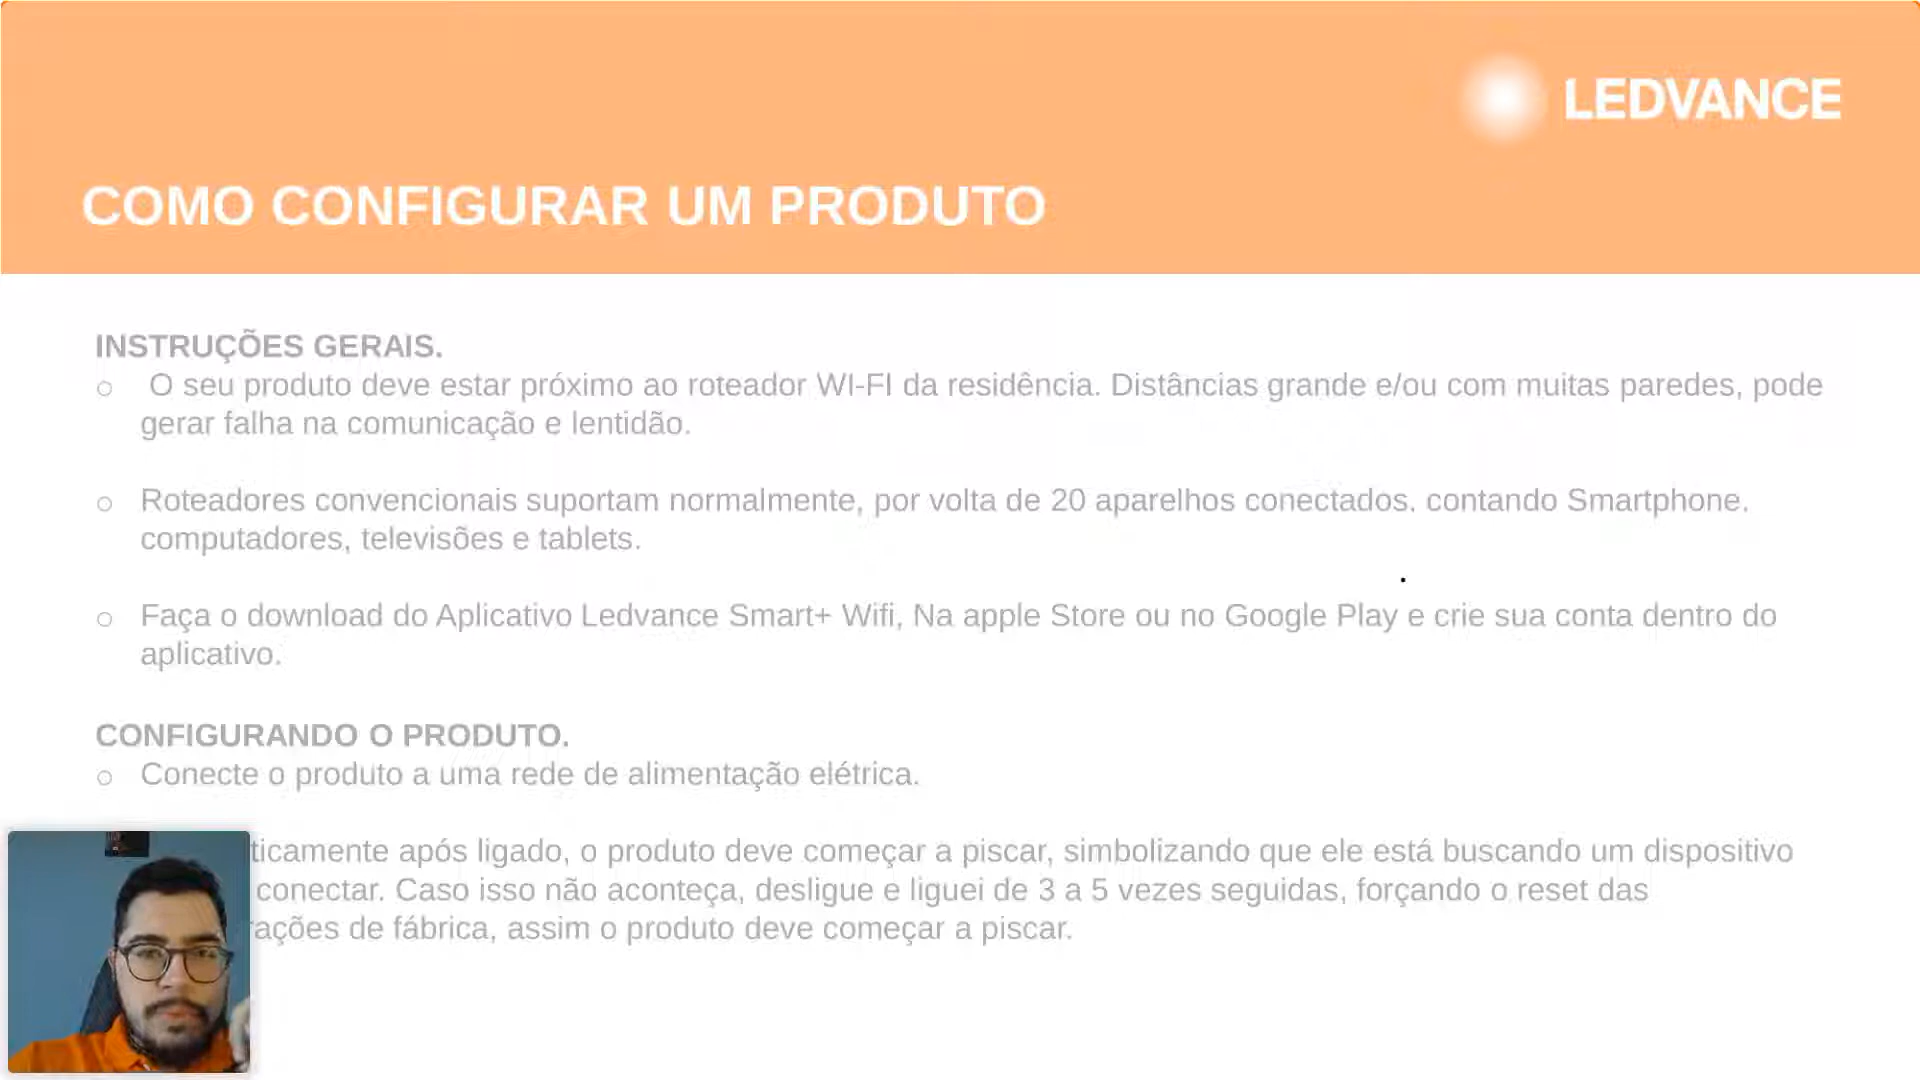 LEDVANCE
COMO CONFIGURAR UM PRODUTO
INSTRUÇÕES GERAIS.
O seu produto deve estar próximo ao roteador WI-FI da residência. Distâncias grande e/ou com muitas paredes, pode
gerar falha na comunicação e lentidão.
Roteadores convencionais suportam normalmente, por volta de 20 aparelhos conectados. contando Smartphone.
computadores, televisões e tablets.
Faça o download do Aplicativo Ledvance Smart+ Wifi, Na apple Store ou no Google Play e crie sua conta dentro do
aplicativo.
CONFIGURANDO O PRODUTO.
Conecte o produto a uma rede de alimentação elétrica.
ticamente após ligado, o produto deve começar a piscar, simbolizando que ele está buscando um dispositivo
conectar. Caso isso não aconteça, desligue e liguei de 3 a 5 vezes seguidas, forçando o reset das
rações de fábrica, assim o produto deve começar a piscar.